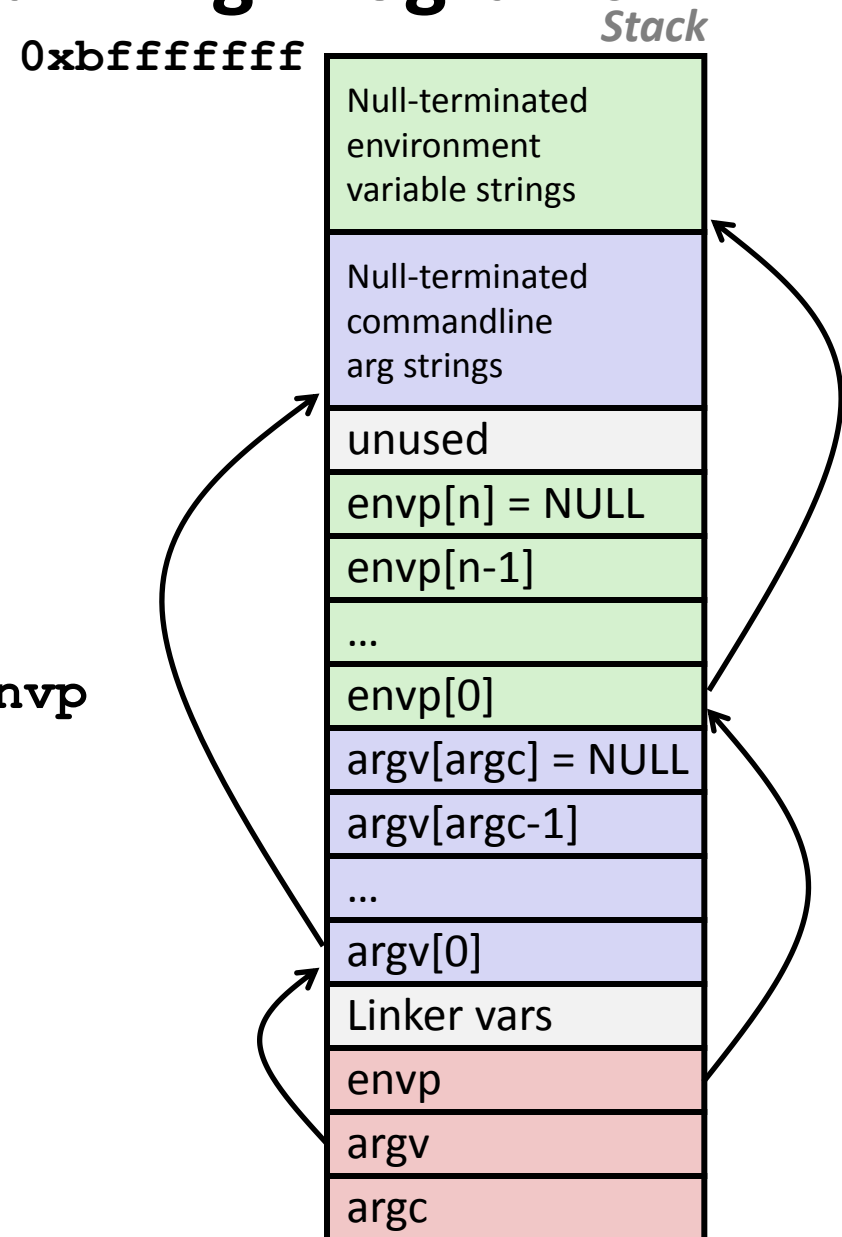 Stack
0xbfffffff
Null-terminated
environment
variable strings
Null-terminated
commandline
arg strings
unused
envp[n] = NULL
envp[n-1]
…
envp[0]
argv[argc] = NULL
argv[argc-1]
…
argv[0]
Linker vars
envp
argv
argc